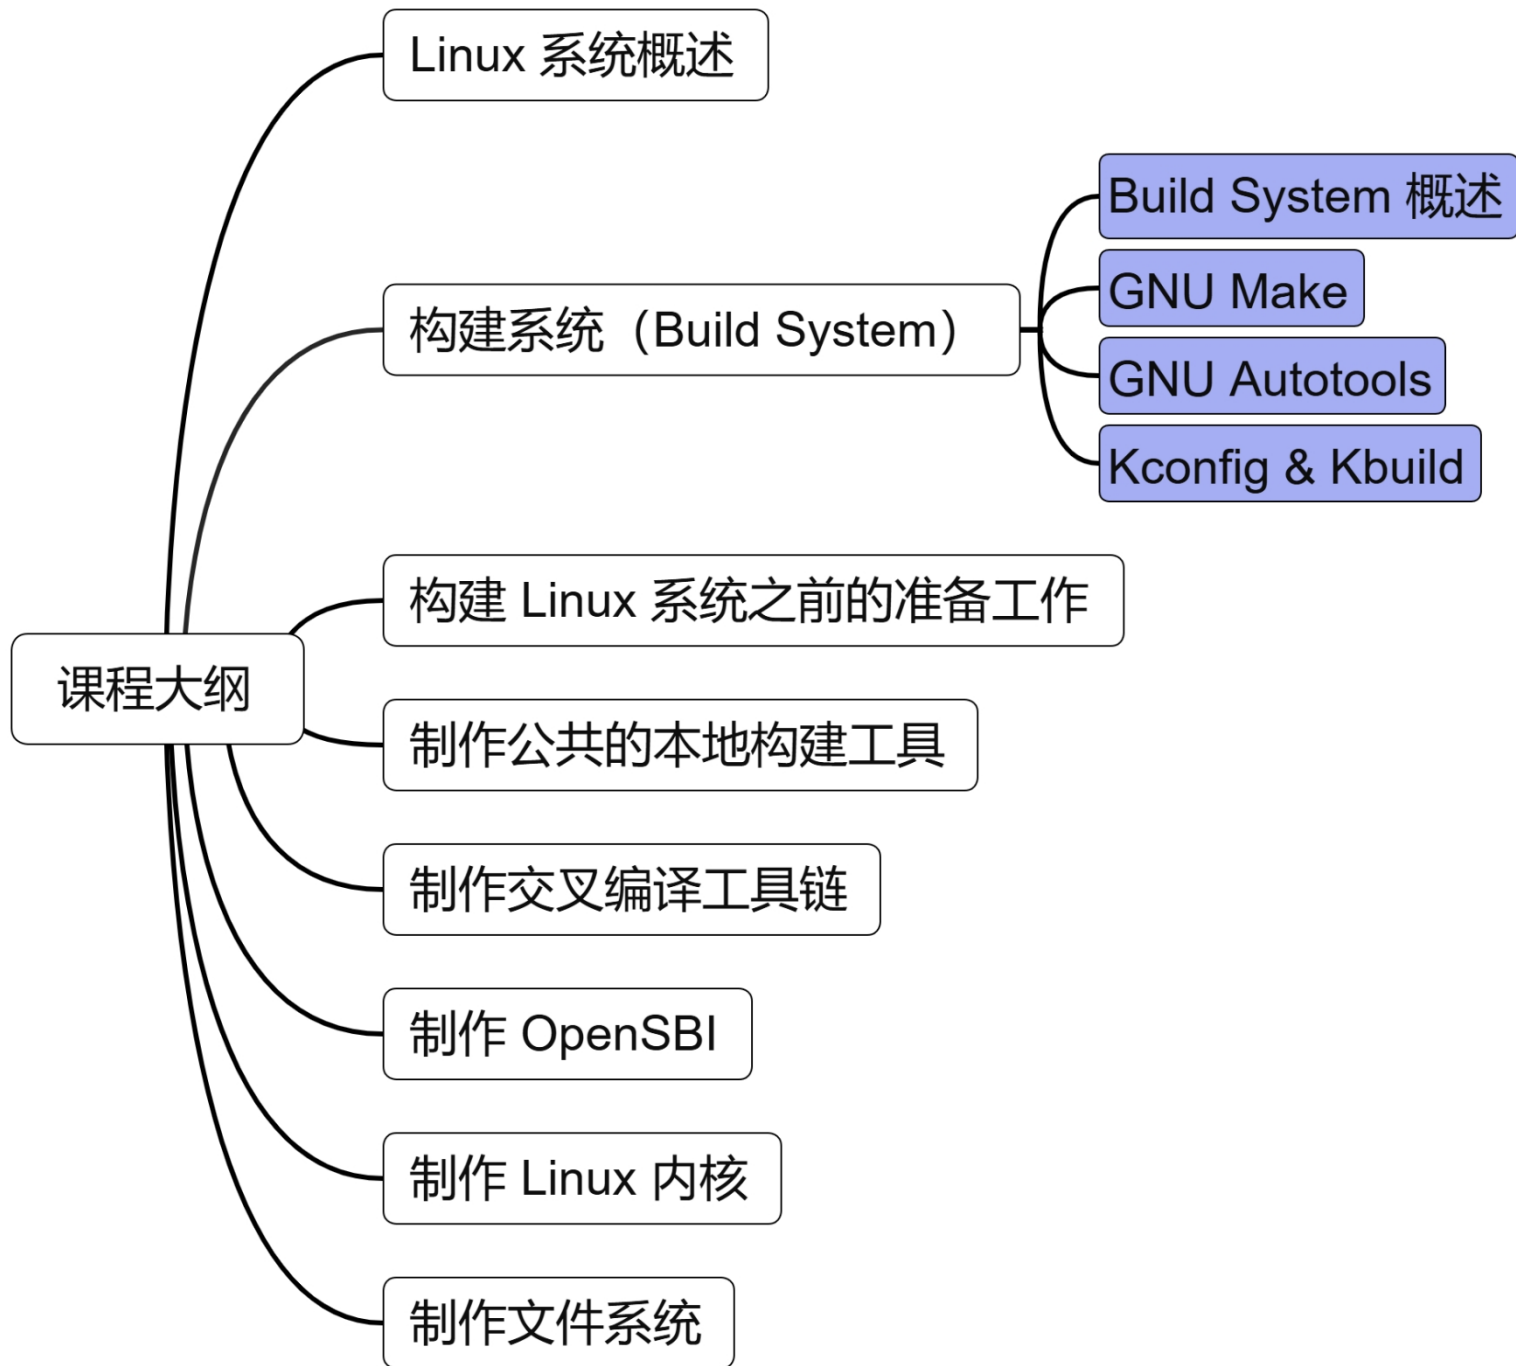 课程大纲
Linux 系统概述
构建系统（Build System）
Build System 概述
GNU Make
GNU Autotools
Kconfig & Kbuild
构建 Linux 系统之前的准备工作
制作公共的本地构建工具
制作交叉编译工具链
制作 OpenSBI
制作 Linux 内核
制作文件系统